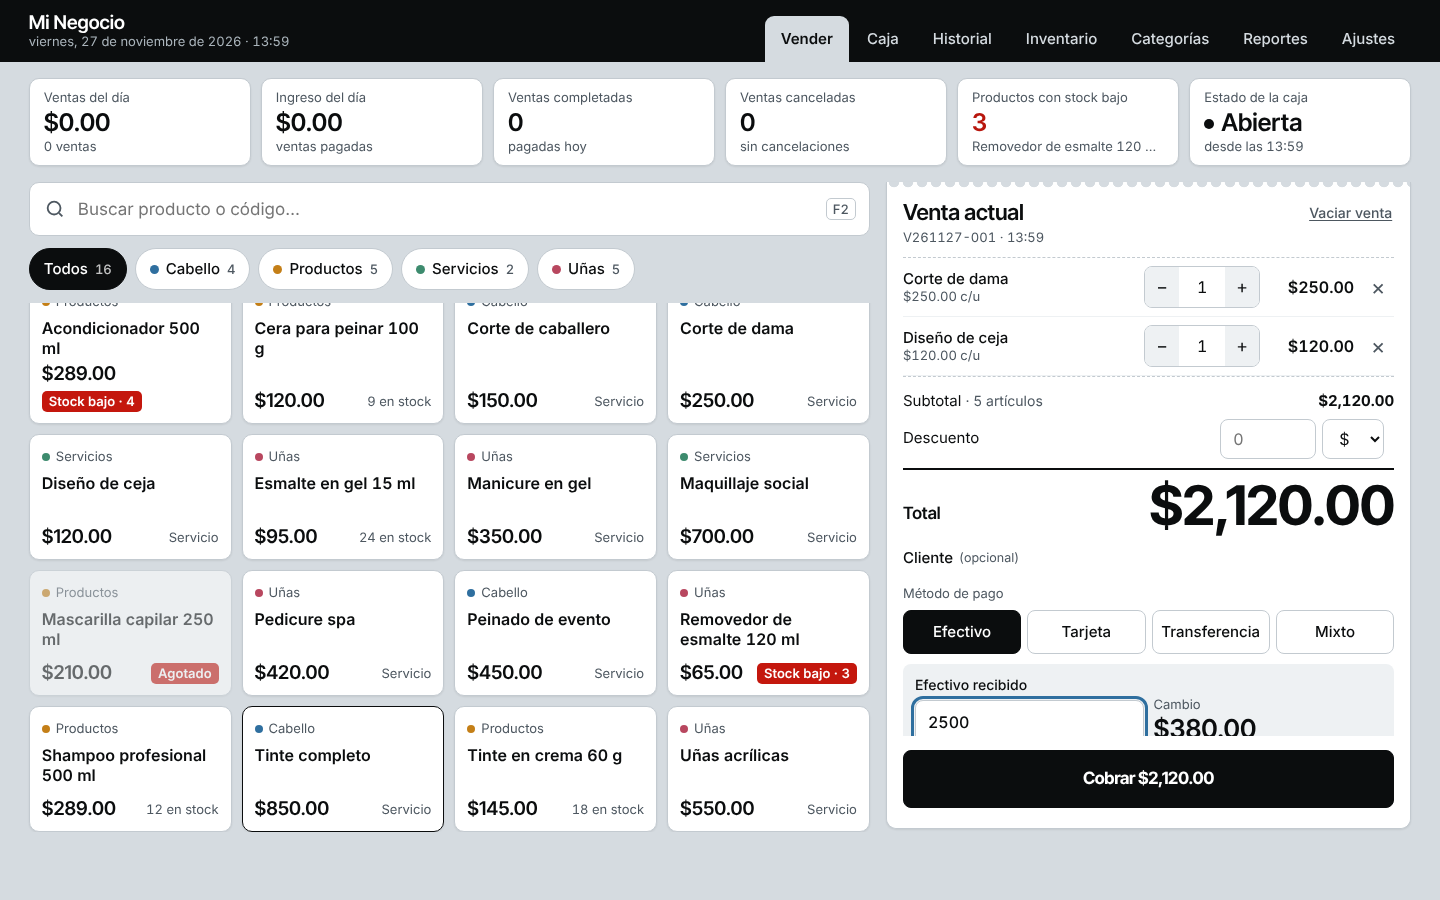 Mi Negocio
viernes, 27 de noviembre de 2026 · 13:59
Vender
Caja
Historial
Inventario
Categorías
Reportes
Ajustes
Ventas del día
$0.00
0 ventas
Ingreso del día
$0.00
ventas pagadas
Ventas completadas
0
pagadas hoy
Ventas canceladas
0
sin cancelaciones
Productos con stock bajo
3
Removedor de esmalte 120 ...
Estado de la caja
Abierta
desde las 13:59
Buscar producto o código...
F2
Todos 16
Cabello 4
Productos 5
Servicios 2
Uñas 5
Productos
Acondicionador 500
ml
$289.00
Stock bajo · 4
Productos
Cera para peinar 100
g
$120.00
9 en stock
Cabello
Corte de caballero
$150.00
Servicio
Cabello
Corte de dama
$250.00
Servicio
Servicios
Diseño de ceja
$120.00
Servicio
Uñas
Esmalte en gel 15 ml
$95.00
24 en stock
Uñas
Manicure en gel
$350.00
Servicio
Servicios
Maquillaje social
$700.00
Servicio
Productos
Mascarilla capilar 250
ml
$210.00
Agotado
Uñas
Pedicure spa
$420.00
Servicio
Cabello
Peinado de evento
$450.00
Servicio
Uñas
Removedor de
esmalte 120 ml
$65.00
Stock bajo · 3
Productos
Shampoo profesional
500 ml
$289.00
12 en stock
Cabello
Tinte completo
$850.00
Servicio
Productos
Tinte en crema 60 g
$145.00
18 en stock
Uñas
Uñas acrílicas
$550.00
Servicio
Venta actual
Vaciar venta
V261127-001 · 13:59
Corte de dama
$250.00 c/u
− 1 +
$250.00 ×
Diseño de ceja
$120.00 c/u
− 1 +
$120.00 ×
Subtotal · 5 artículos
$2,120.00
Descuento
0
$
Total
$2,120.00
Cliente (opcional)
Método de pago
Efectivo
Tarjeta
Transferencia
Mixto
Efectivo recibido
2500
Cambio
$380.00
Cobrar $2,120.00